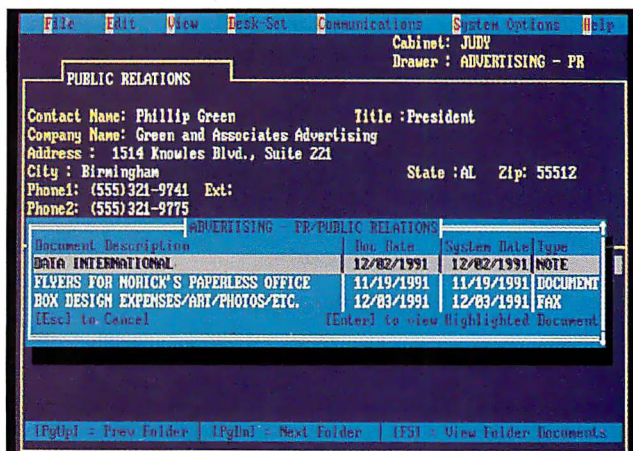 File Edit View Desk-Set Communications System Options Help
Cabinet: JUDY
Drawer : ADVERTISING - PR
PUBLIC RELATIONS
Contact Name: Phillip Green Title :President
Company Name: Green and Associates Advertising
Address : 1514 Knowles Blvd., Suite 221
City : Birmingham State :AL Zip: 55512
Phone1: (555)321-9741 Ext:
Phone2: (555)321-9775
ADVERTISING - PR/PUBLIC RELATIONS
Document Description Doc Date System Date Type
DATA INTERNATIONAL 12/02/1991 12/02/1991 NOTE
FLYERS FOR NORICK'S PAPERLESS OFFICE 11/19/1991 11/19/1991 DOCUMENT
BOX DESIGN EXPENSES/ART/PHOTOS/ETC. 12/03/1991 12/03/1991 FAX
[Esc] to Cancel [Enter] to view Highlighted Document
[PgUp] = Prev Folder [PgDn] = Next Folder [F5] = View Folder Documents